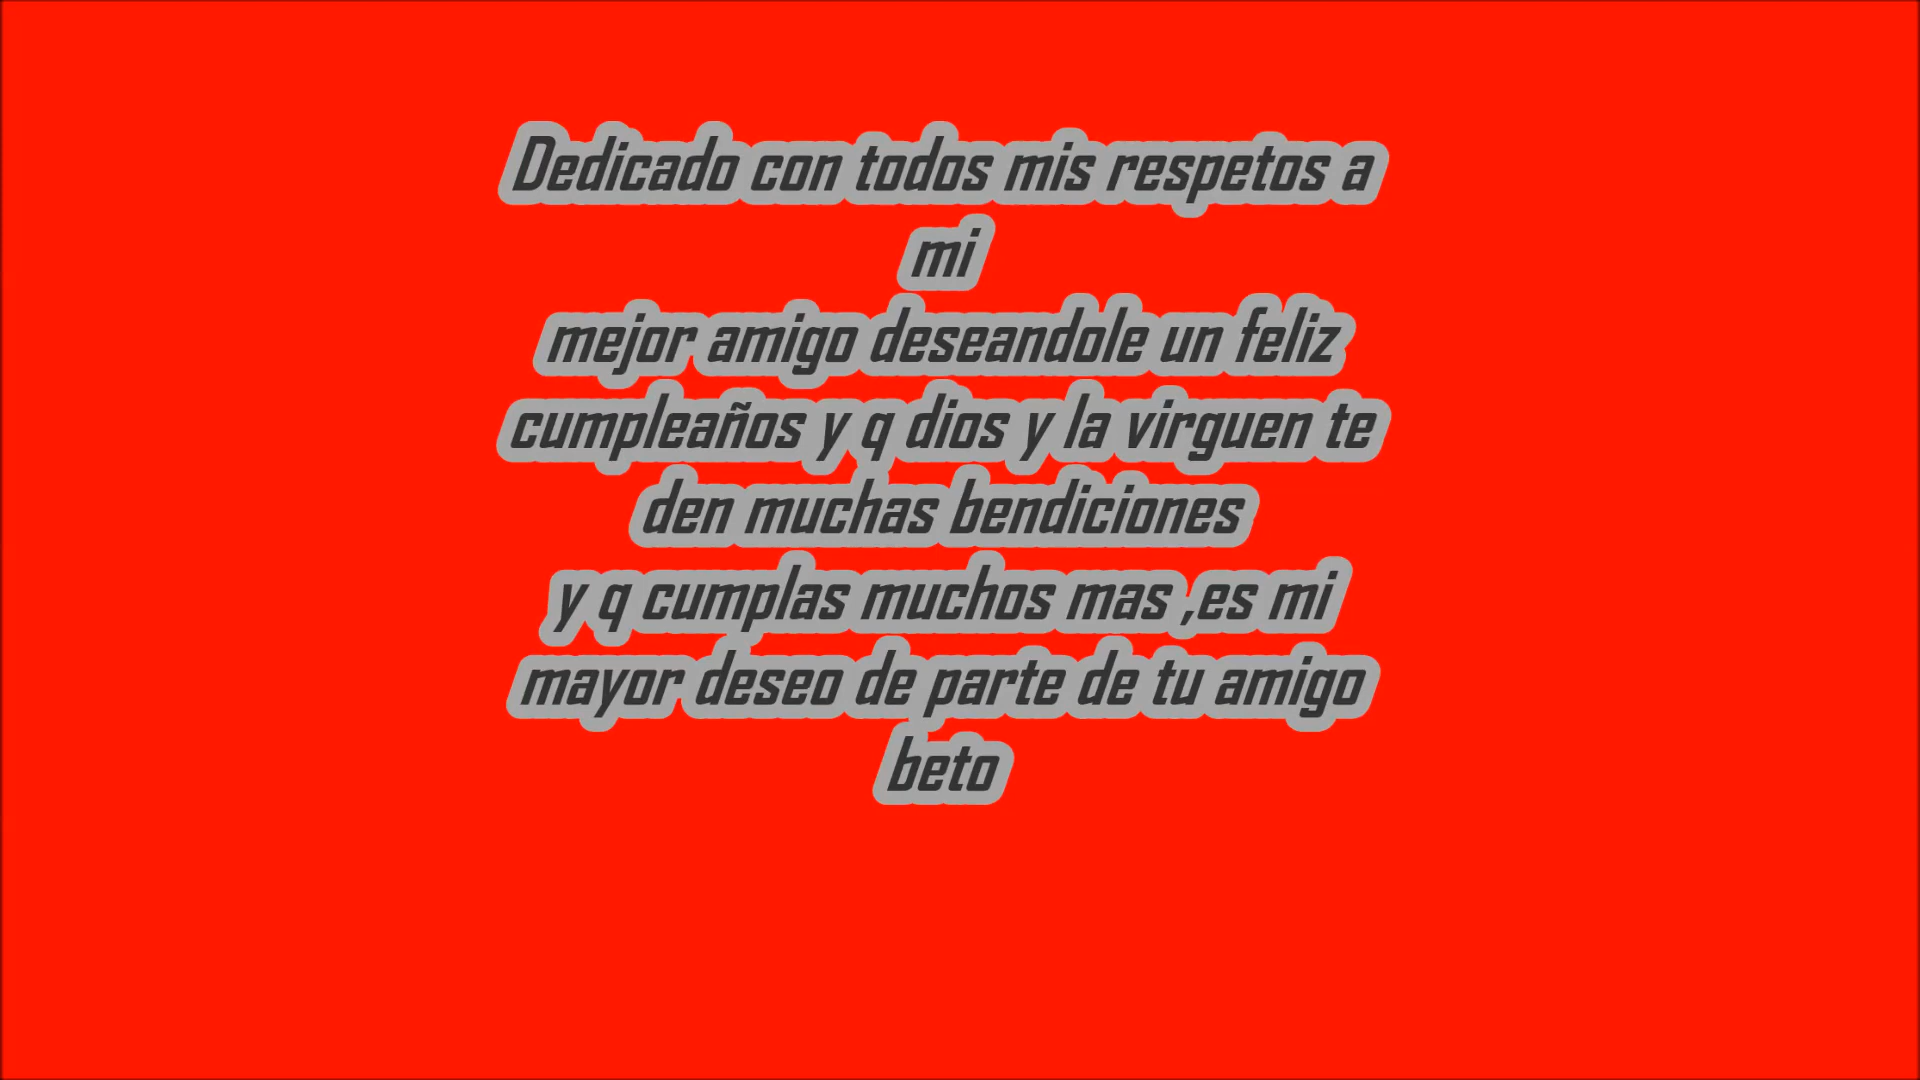 Dedicado con todos mis respetos a
mi
mejor amigo deseandole un feliz
cumpleaños y q dios y la virguen te
den muchas bendiciones
y q cumplas muchos mas ,es mi
mayor deseo de parte de tu amigo
beto